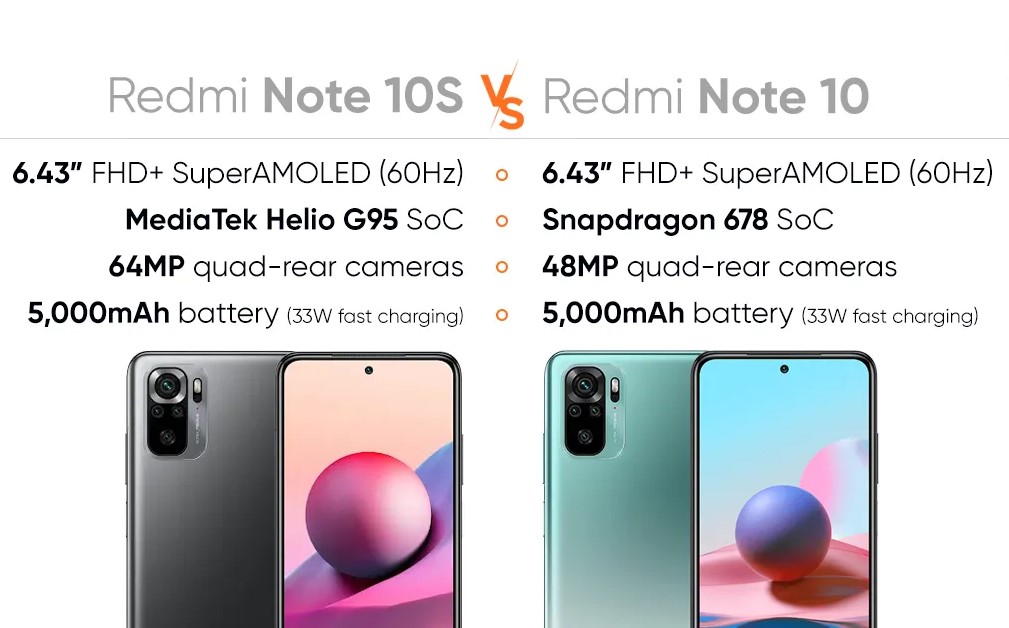 Redmi Note 10S VS Redmi Note 10
6.43” FHD+ SuperAMOLED (60Hz)
MediaTek Helio G95 SoC
64MP quad-rear cameras
5,000mAh battery (33W fast charging)
6.43” FHD+ SuperAMOLED (60Hz)
Snapdragon 678 SoC
48MP quad-rear cameras
5,000mAh battery (33W fast charging)